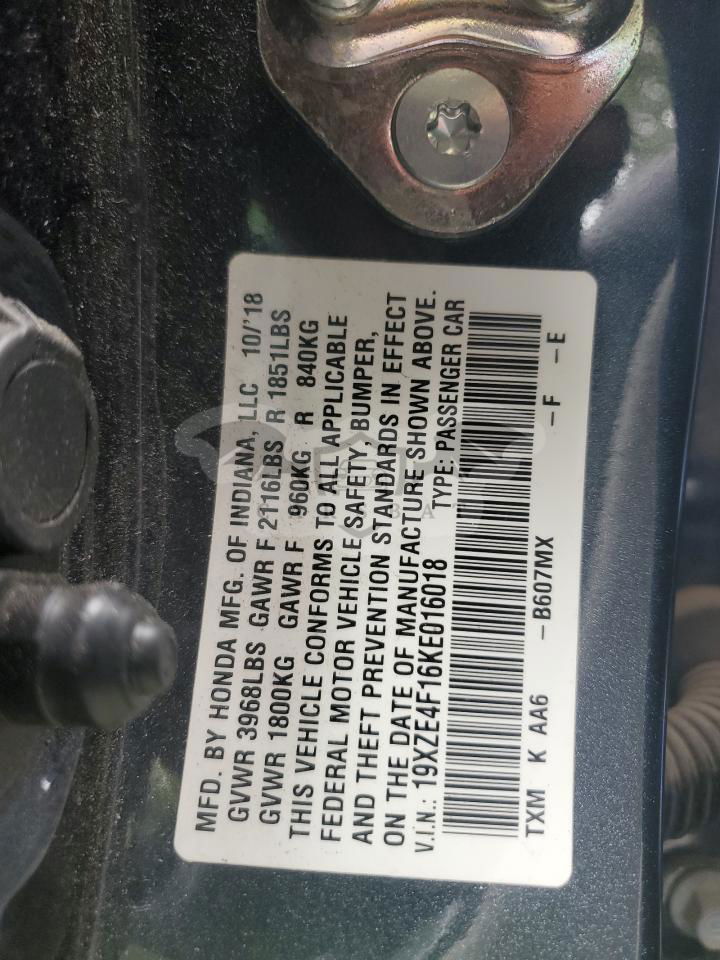 MFD. BY HONDA MFG. OF INDIANA, LLC 10/'18
GVWR 3968LBS GAWR F 2116LBS R 1851LBS
GVWR 1800KG GAWR F 960KG R 840KG
THIS VEHICLE CONFORMS TO ALL APPLICABLE
FEDERAL MOTOR VEHICLE SAFETY, BUMPER,
AND THEFT PREVENTION STANDARDS IN EFFECT
ON THE DATE OF MANUFACTURE SHOWN ABOVE.
V.I.N.: 19XZE4F16KE016018 TYPE: PASSENGER CAR
TXM K AA6 -B607MX -F -E